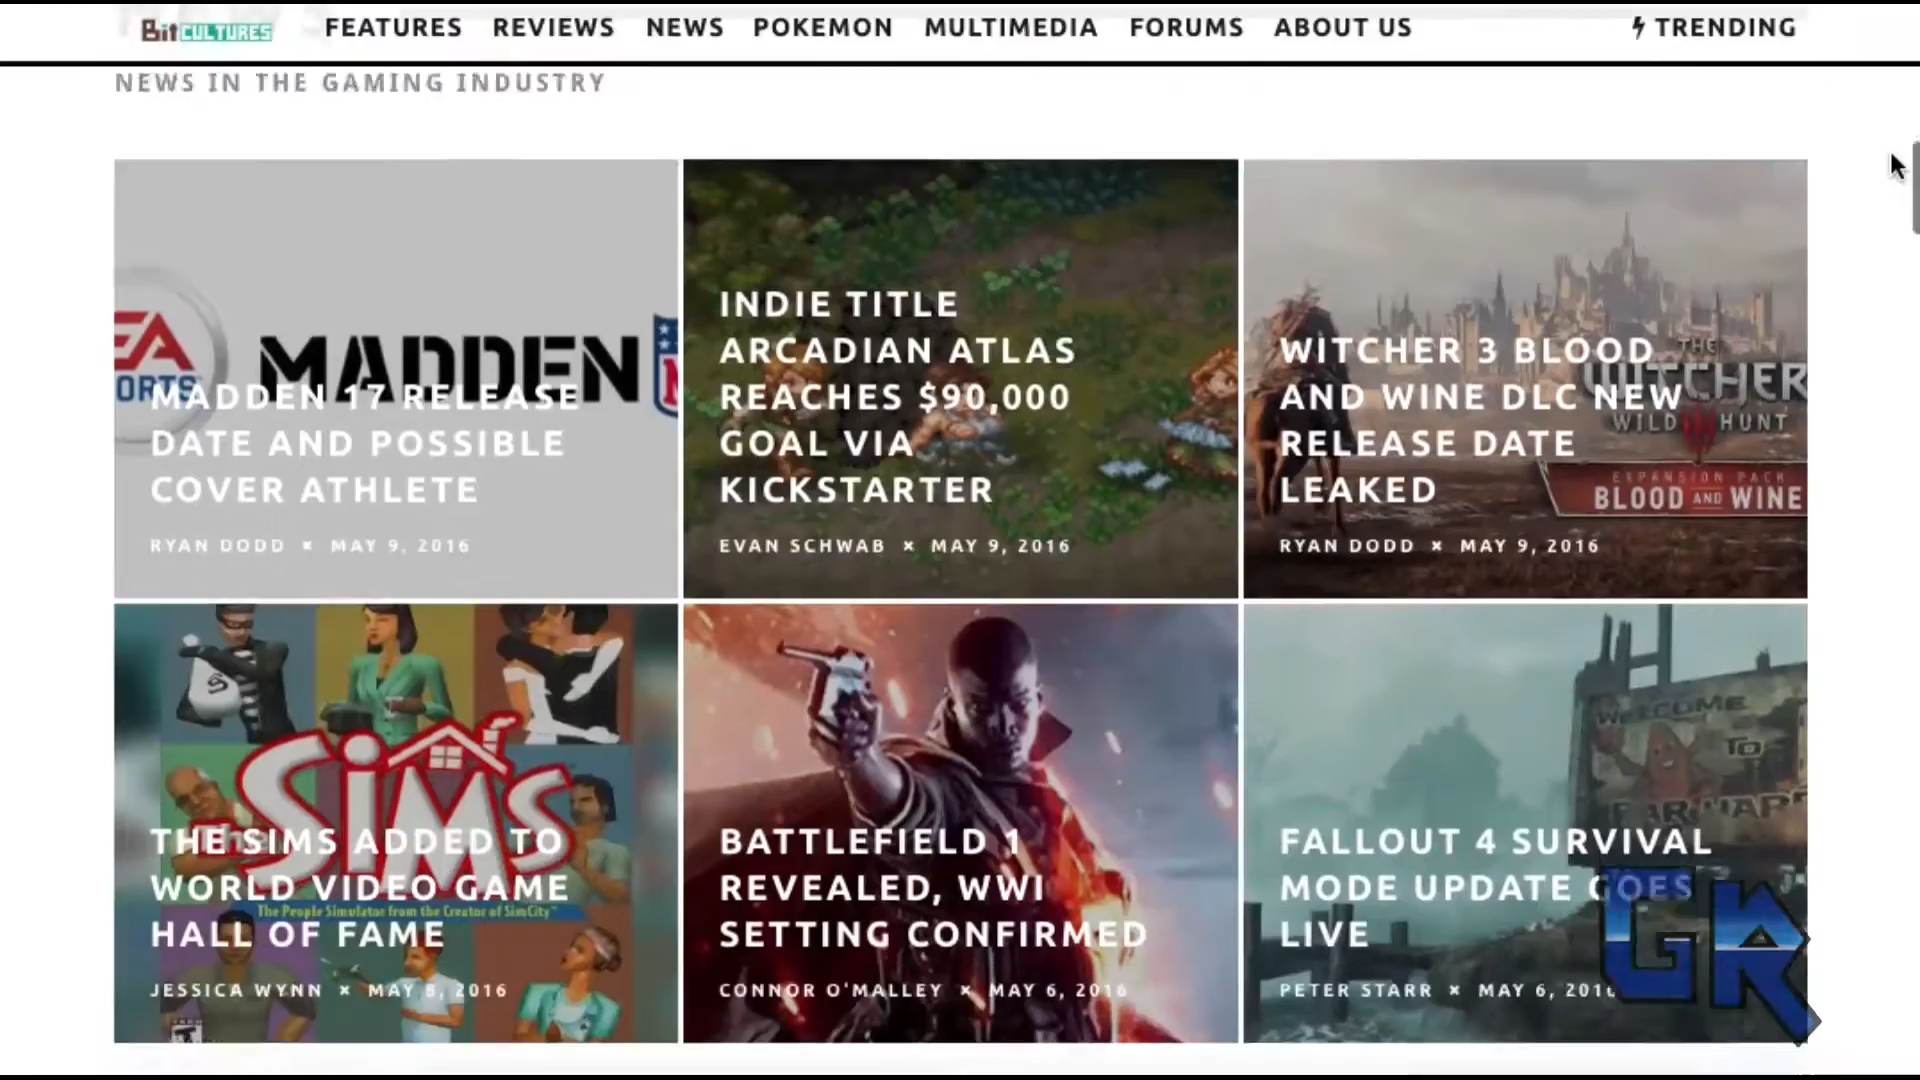 BitCULTURES FEATURES REVIEWS NEWS POKEMON MULTIMEDIA FORUMS ABOUT US TRENDING
NEWS IN THE GAMING INDUSTRY
EA
SPORTS
MADDEN
MADDEN 17 RELEASE
DATE AND POSSIBLE
COVER ATHLETE
RYAN DODD × MAY 9, 2016
INDIE TITLE
ARCADIAN ATLAS
REACHES $90,000
GOAL VIA
KICKSTARTER
EVAN SCHWAB × MAY 9, 2016
THE
WITCHER
WILD HUNT
EXPANSION PACK
BLOOD AND WINE
WITCHER 3 BLOOD
AND WINE DLC NEW
RELEASE DATE
LEAKED
RYAN DODD × MAY 9, 2016
The SIMS
The People Simulator from the Creator of SimCity™
THE SIMS ADDED TO
WORLD VIDEO GAME
HALL OF FAME
JESSICA WYNN × MAY 6, 2016
BATTLEFIELD 1
REVEALED, WWI
SETTING CONFIRMED
CONNOR O'MALLEY × MAY 6, 2016
WELCOME
TO
FALLOUT 4 SURVIVAL
MODE UPDATE GOES
LIVE
PETER STARR × MAY 6, 2016
GR